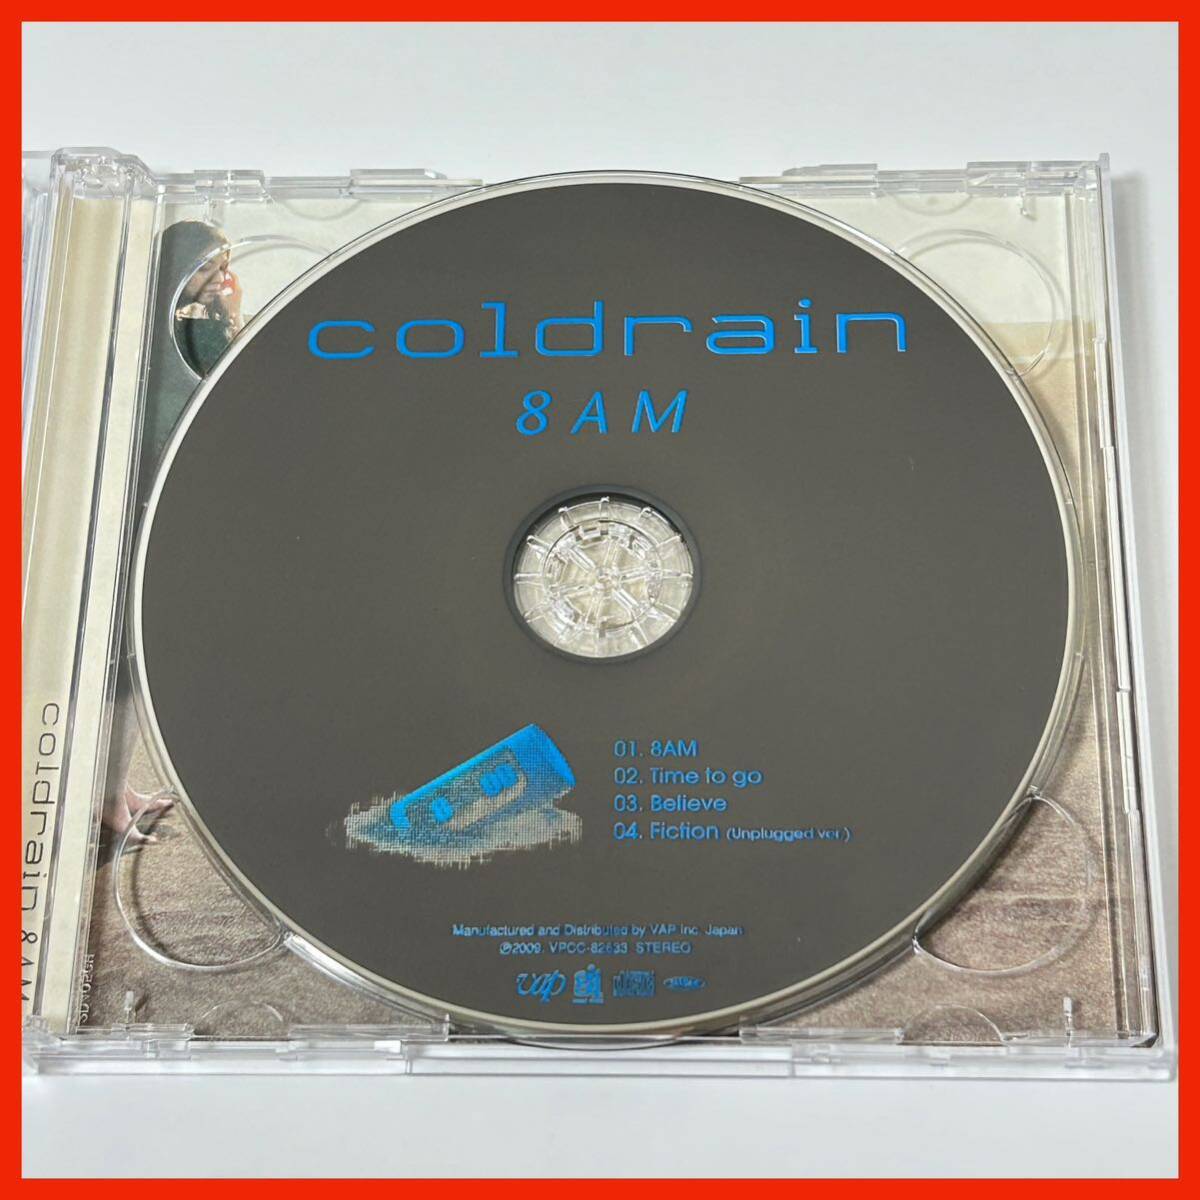 coldrain
8AM
01. 8AM
02. Time to go
03. Believe
04. Fiction (Unplugged ver.)
Manufactured and Distributed by VAP Inc. Japan
℗2009. VPCC-82633 STEREO
vap
coldrain 8AM